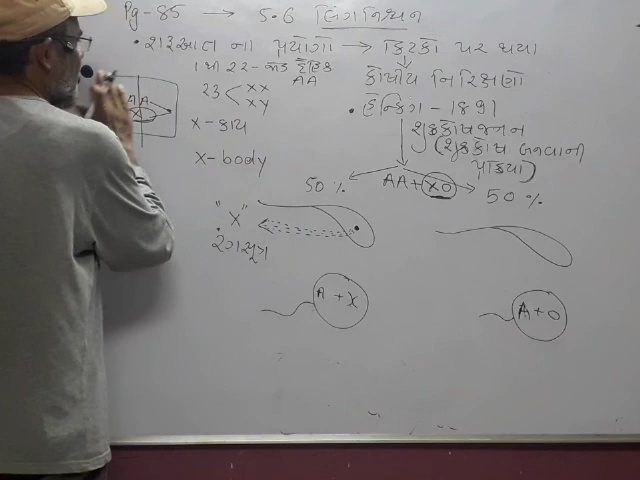 Pg-85 → 5.6 લિંગનિશ્ચયન
• શરૂઆત ના પ્રયોગો → કિટકો પર થયા
1 થી 22 -
AA
કોષીય નિરિક્ષણો
23 < XX
XY
• હેન્કિંગ - 1891
X - કાય
શુક્રકોષજનન
(શુક્રકોષ બનવાની
X - body
પ્રક્રિયા)
50 %
AA + XO
50 %
"X"
રંગસૂત્ર
A + X
A + O
A A
X